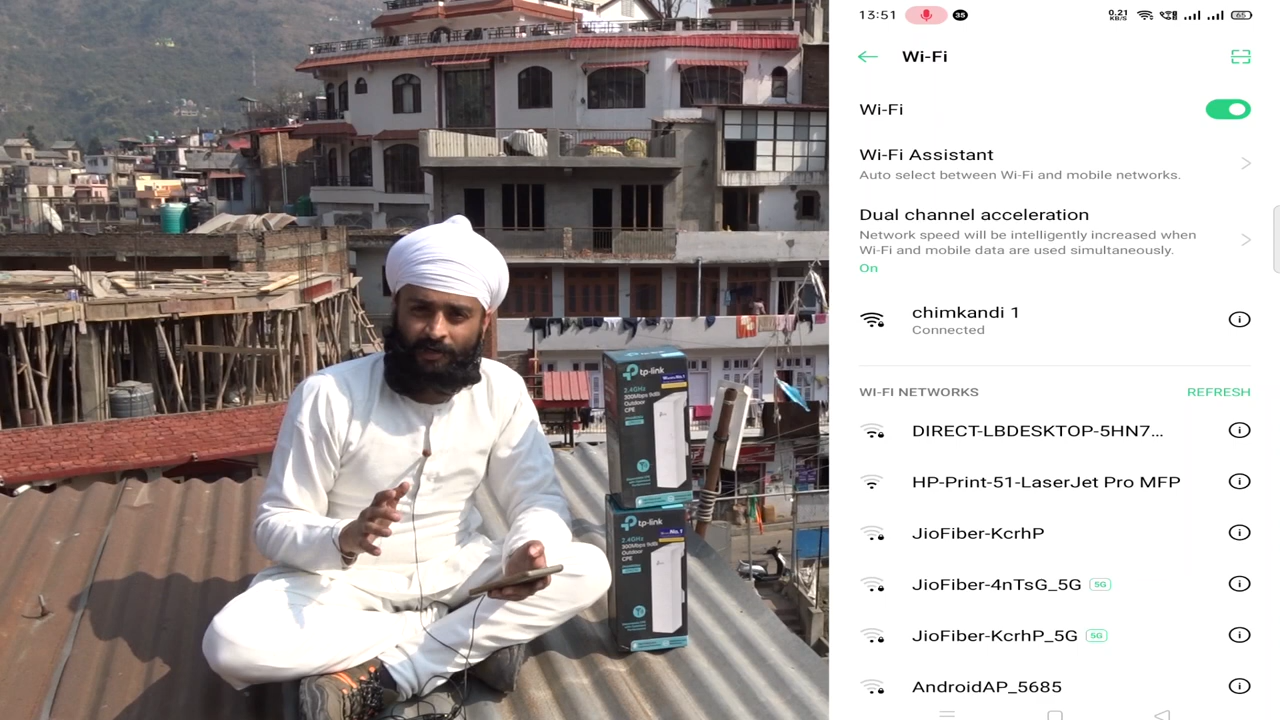 tp-link
2.4GHz
300Mbps 9dBi
Outdoor
CPE
tp-link
2.4GHz
300Mbps 9dBi
Outdoor
CPE
13:51
35
0.21
KB/S
65
Wi-Fi
Wi-Fi
Wi-Fi Assistant
Auto select between Wi-Fi and mobile networks.
Dual channel acceleration
Network speed will be intelligently increased when
Wi-Fi and mobile data are used simultaneously.
On
chimkandi 1
Connected
WI-FI NETWORKS REFRESH
DIRECT-LBDESKTOP-5HN7...
HP-Print-51-LaserJet Pro MFP
JioFiber-KcrhP
JioFiber-4nTsG_5G 5G
JioFiber-KcrhP_5G 5G
AndroidAP_5685